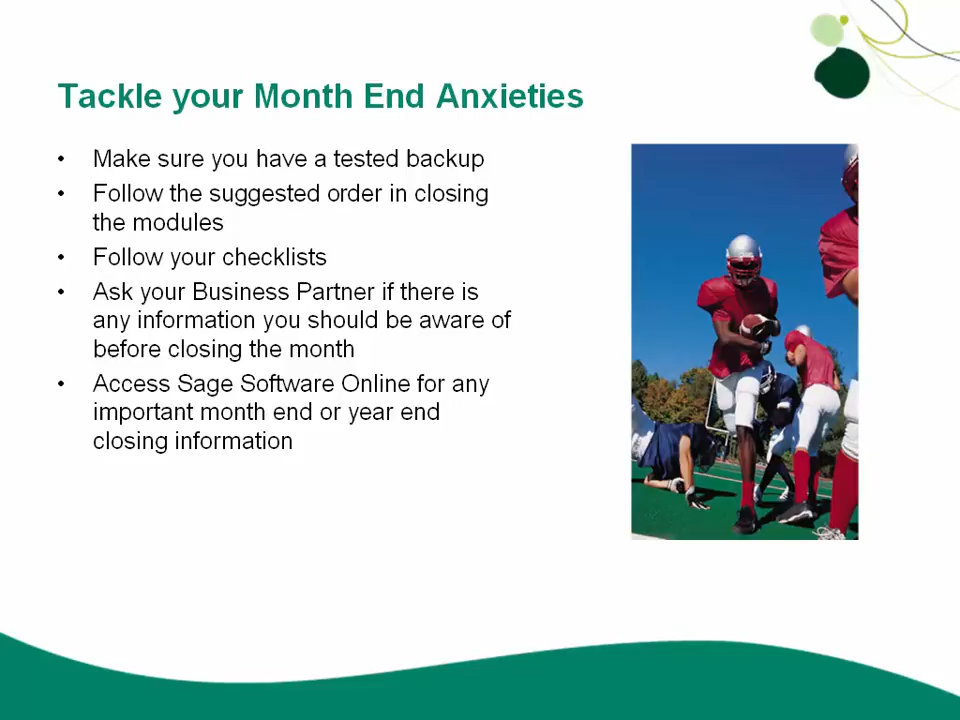 Tackle your Month End Anxieties
• Make sure you have a tested backup
• Follow the suggested order in closing
the modules
• Follow your checklists
• Ask your Business Partner if there is
any information you should be aware of
before closing the month
• Access Sage Software Online for any
important month end or year end
closing information